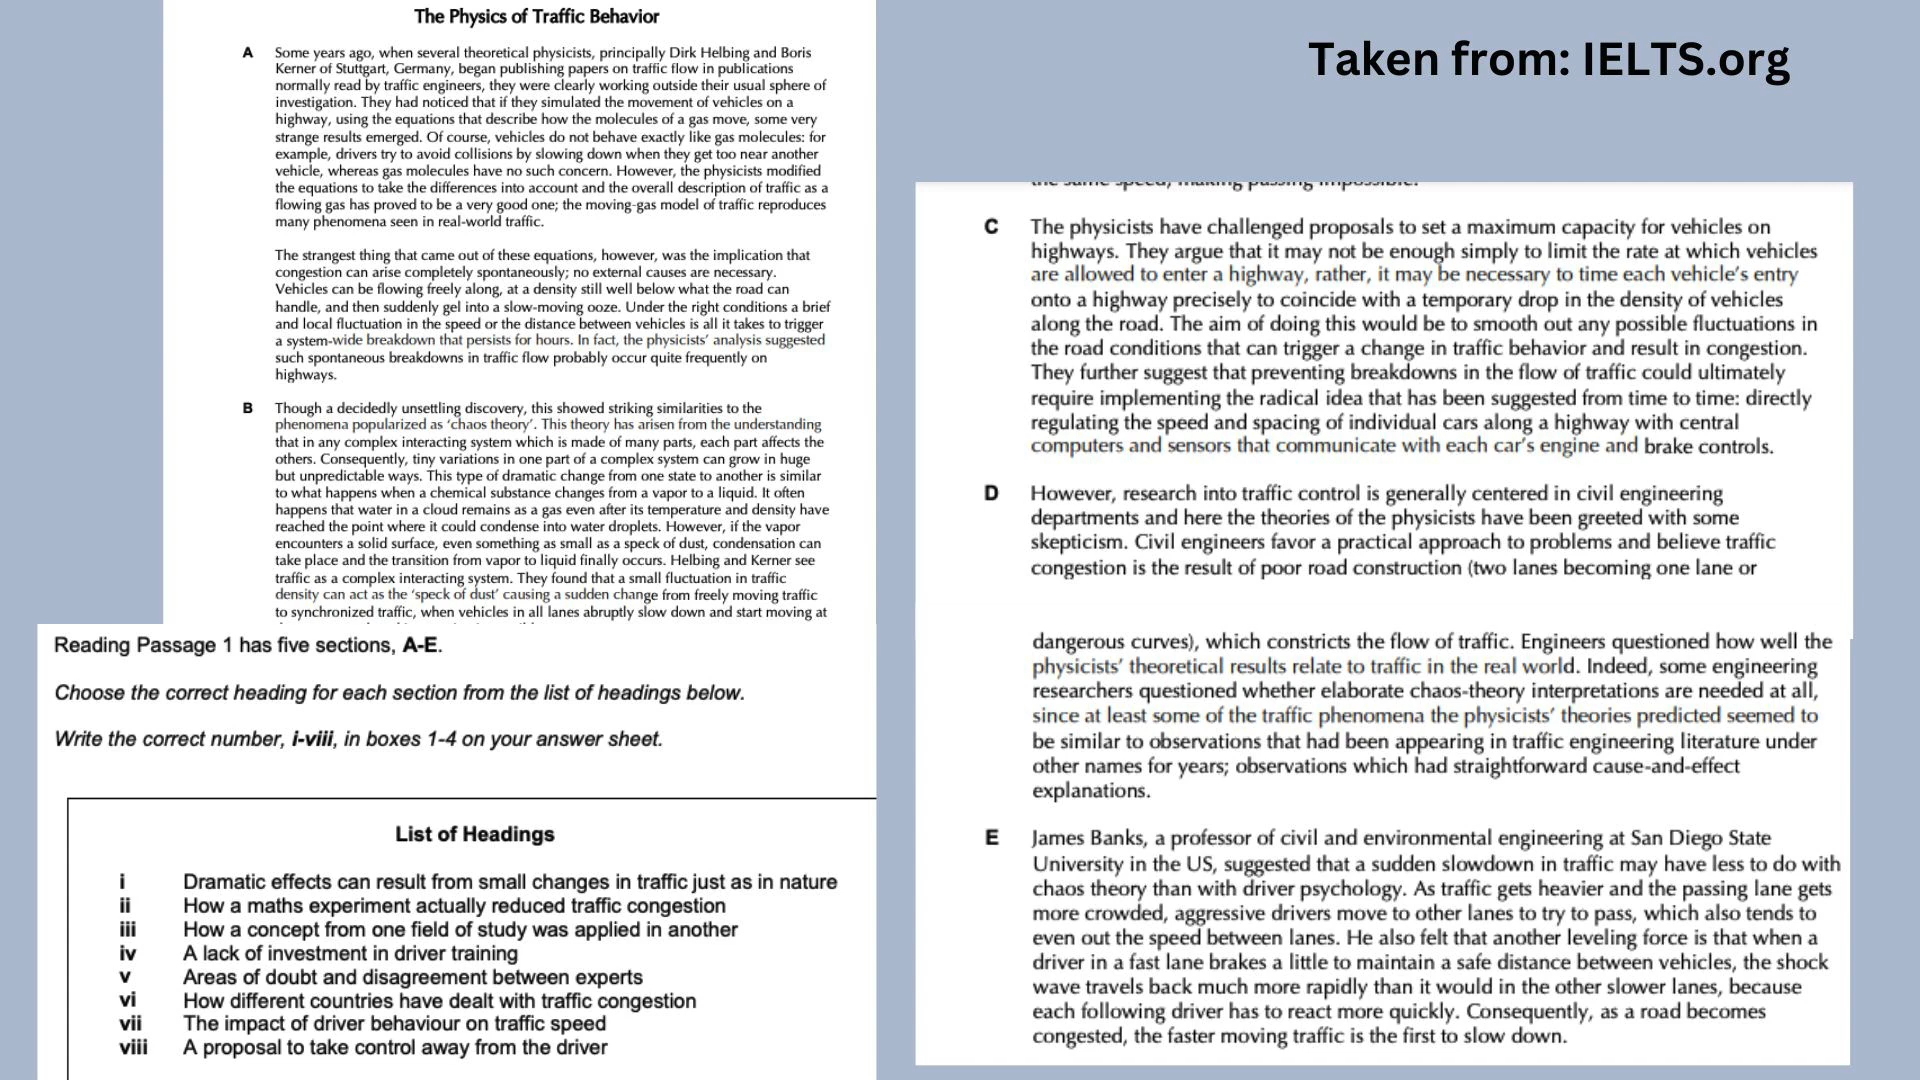 The Physics of Traffic Behavior
A Some years ago, when several theoretical physicists, principally Dirk Helbing and Boris
Kerner of Stuttgart, Germany, began publishing papers on traffic flow in publications
normally read by traffic engineers, they were clearly working outside their usual sphere of
investigation. They had noticed that if they simulated the movement of vehicles on a
highway, using the equations that describe how the molecules of a gas move, some very
strange results emerged. Of course, vehicles do not behave exactly like gas molecules: for
example, drivers try to avoid collisions by slowing down when they get too near another
vehicle, whereas gas molecules have no such concern. However, the physicists modified
the equations to take the differences into account and the overall description of traffic as a
flowing gas has proved to be a very good one; the moving-gas model of traffic reproduces
many phenomena seen in real-world traffic.
The strangest thing that came out of these equations, however, was the implication that
congestion can arise completely spontaneously; no external causes are necessary.
Vehicles can be flowing freely along, at a density still well below what the road can
handle, and then suddenly gel into a slow-moving ooze. Under the right conditions a brief
and local fluctuation in the speed or the distance between vehicles is all it takes to trigger
a system-wide breakdown that persists for hours. In fact, the physicists' analysis suggested
such spontaneous breakdowns in traffic flow probably occur quite frequently on
highways.
B Though a decidedly unsettling discovery, this showed striking similarities to the
phenomena popularized as 'chaos theory'. This theory has arisen from the understanding
that in any complex interacting system which is made of many parts, each part affects the
others. Consequently, tiny variations in one part of a complex system can grow in huge
but unpredictable ways. This type of dramatic change from one state to another is similar
to what happens when a chemical substance changes from a vapor to a liquid. It often
happens that water in a cloud remains as a gas even after its temperature and density have
reached the point where it could condense into water droplets. However, if the vapor
encounters a solid surface, even something as small as a speck of dust, condensation can
take place and the transition from vapor to liquid finally occurs. Helbing and Kerner see
traffic as a complex interacting system. They found that a small fluctuation in traffic
density can act as the 'speck of dust' causing a sudden change from freely moving traffic
to synchronized traffic, when vehicles in all lanes abruptly slow down and start moving at
Reading Passage 1 has five sections, A-E.
Choose the correct heading for each section from the list of headings below.
Write the correct number, i-viii, in boxes 1-4 on your answer sheet.
List of Headings
i Dramatic effects can result from small changes in traffic just as in nature
ii How a maths experiment actually reduced traffic congestion
iii How a concept from one field of study was applied in another
iv A lack of investment in driver training
v Areas of doubt and disagreement between experts
vi How different countries have dealt with traffic congestion
vii The impact of driver behaviour on traffic speed
viii A proposal to take control away from the driver
Taken from: IELTS.org
the same speed, making passing impossible.
C The physicists have challenged proposals to set a maximum capacity for vehicles on
highways. They argue that it may not be enough simply to limit the rate at which vehicles
are allowed to enter a highway, rather, it may be necessary to time each vehicle's entry
onto a highway precisely to coincide with a temporary drop in the density of vehicles
along the road. The aim of doing this would be to smooth out any possible fluctuations in
the road conditions that can trigger a change in traffic behavior and result in congestion.
They further suggest that preventing breakdowns in the flow of traffic could ultimately
require implementing the radical idea that has been suggested from time to time: directly
regulating the speed and spacing of individual cars along a highway with central
computers and sensors that communicate with each car's engine and brake controls.
D However, research into traffic control is generally centered in civil engineering
departments and here the theories of the physicists have been greeted with some
skepticism. Civil engineers favor a practical approach to problems and believe traffic
congestion is the result of poor road construction (two lanes becoming one lane or
dangerous curves), which constricts the flow of traffic. Engineers questioned how well the
physicists' theoretical results relate to traffic in the real world. Indeed, some engineering
researchers questioned whether elaborate chaos-theory interpretations are needed at all,
since at least some of the traffic phenomena the physicists' theories predicted seemed to
be similar to observations that had been appearing in traffic engineering literature under
other names for years; observations which had straightforward cause-and-effect
explanations.
E James Banks, a professor of civil and environmental engineering at San Diego State
University in the US, suggested that a sudden slowdown in traffic may have less to do with
chaos theory than with driver psychology. As traffic gets heavier and the passing lane gets
more crowded, aggressive drivers move to other lanes to try to pass, which also tends to
even out the speed between lanes. He also felt that another leveling force is that when a
driver in a fast lane brakes a little to maintain a safe distance between vehicles, the shock
wave travels back much more rapidly than it would in the other slower lanes, because
each following driver has to react more quickly. Consequently, as a road becomes
congested, the faster moving traffic is the first to slow down.